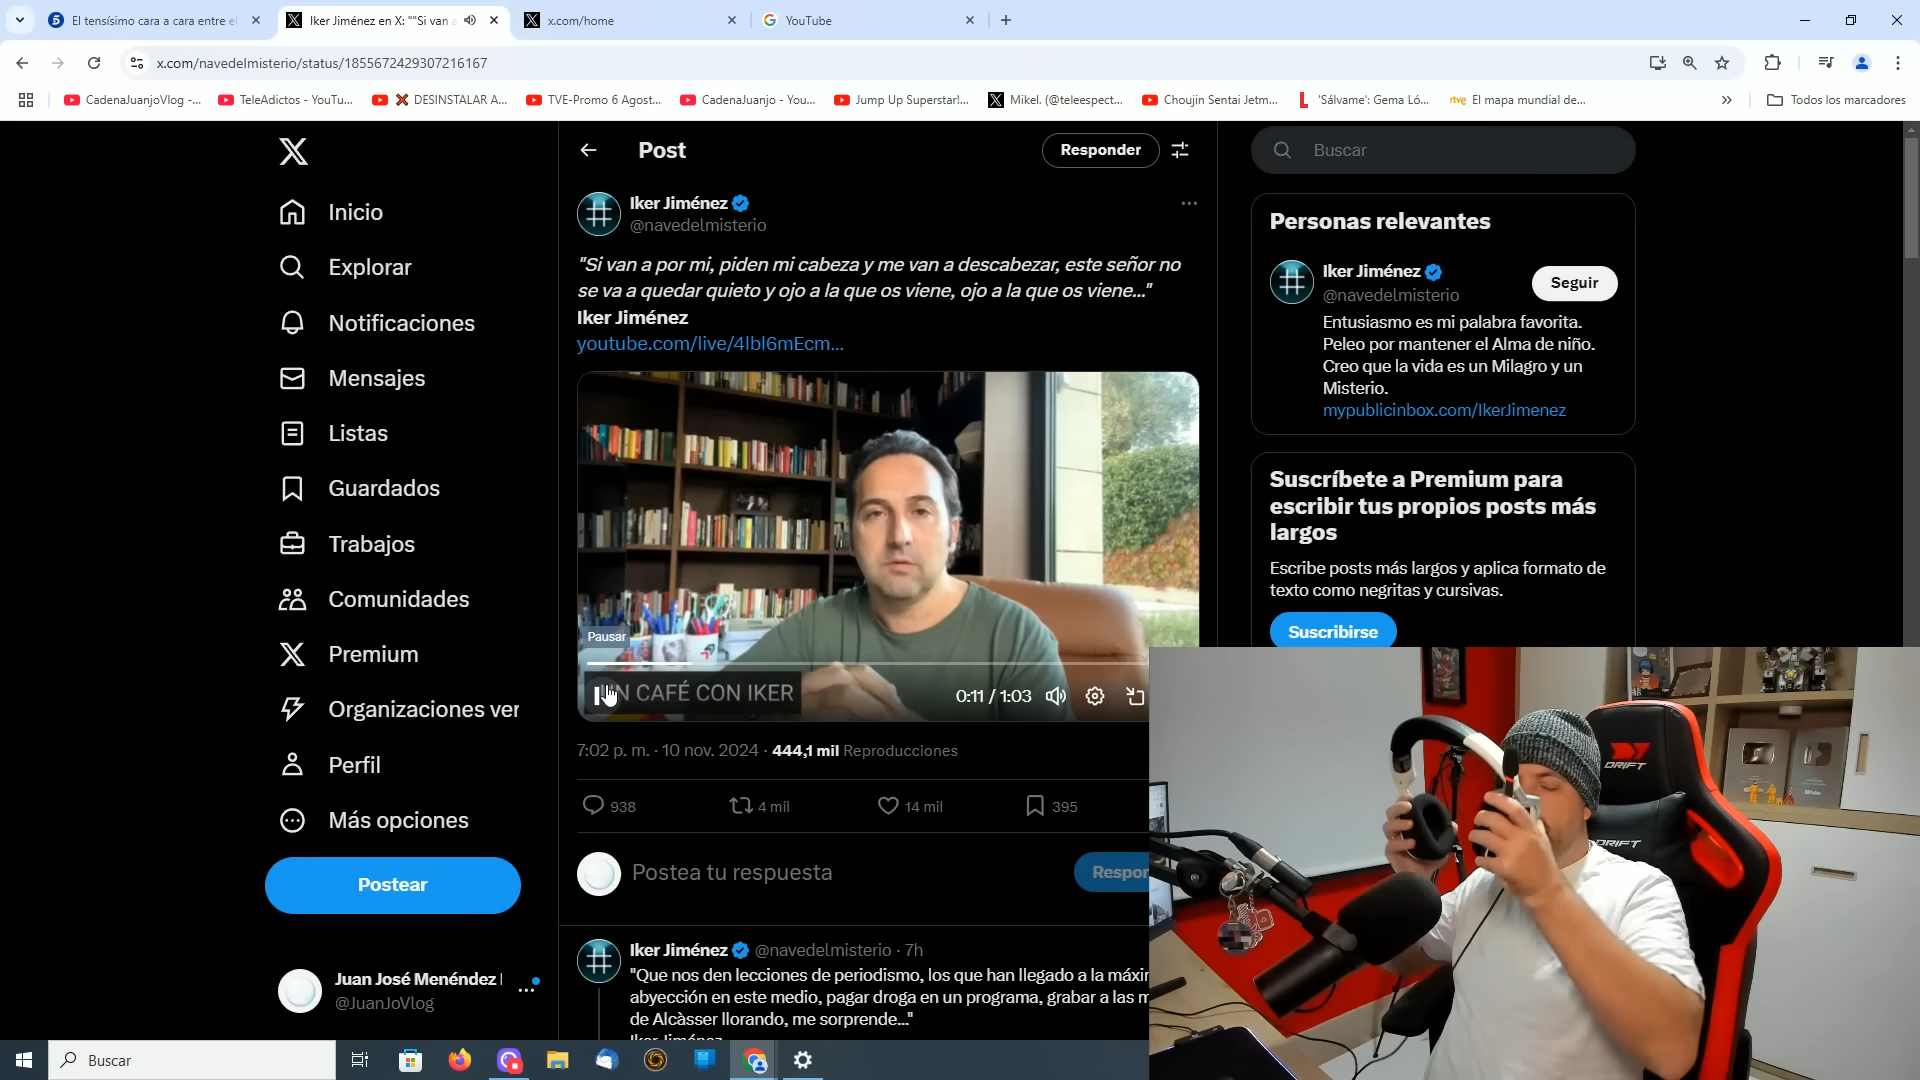 El tensísimo cara a cara entre el
Iker Jiménez en X: ""Si van a
x.com/home
YouTube
x.com/navedelmisterio/status/1855672429307216167
CadenaJuanjoVlog -...
TeleAdictos - YouTu...
DESINSTALAR A...
TVE-Promo 6 Agost...
CadenaJuanjo - You...
Jump Up Superstar!...
Mikel. (@teleespect...
Choujin Sentai Jetm...
'Sálvame': Gema Ló...
rtve El mapa mundial de...
Todos los marcadores
Inicio
Explorar
Notificaciones
Mensajes
Listas
Guardados
Trabajos
Comunidades
Premium
Organizaciones ver
Perfil
Más opciones
Postear
Juan José Menéndez
@JuanJoVlog
Post
Responder
Iker Jiménez
@navedelmisterio
"Si van a por mi, piden mi cabeza y me van a descabezar, este señor no
se va a quedar quieto y ojo a la que os viene, ojo a la que os viene..."
Iker Jiménez
youtube.com/live/4lbl6mEcm...
Pausar
UN CAFÉ CON IKER
0:11 / 1:03
7:02 p. m. · 10 nov. 2024 · 444,1 mil Reproducciones
938
4 mil
14 mil
395
Postea tu respuesta
Respon
Iker Jiménez @navedelmisterio · 7h
"Que nos den lecciones de periodismo, los que han llegado a la máxim
abyección en este medio, pagar droga en un programa, grabar a las m
de Alcàsser llorando, me sorprende..."
Iker Jiménez
Buscar
Personas relevantes
Iker Jiménez
@navedelmisterio
Seguir
Entusiasmo es mi palabra favorita.
Peleo por mantener el Alma de niño.
Creo que la vida es un Milagro y un
Misterio.
mypublicinbox.com/IkerJimenez
Suscríbete a Premium para
escribir tus propios posts más
largos
Escribe posts más largos y aplica formato de
texto como negritas y cursivas.
Suscribirse
DRIFT
DRIFT
Buscar